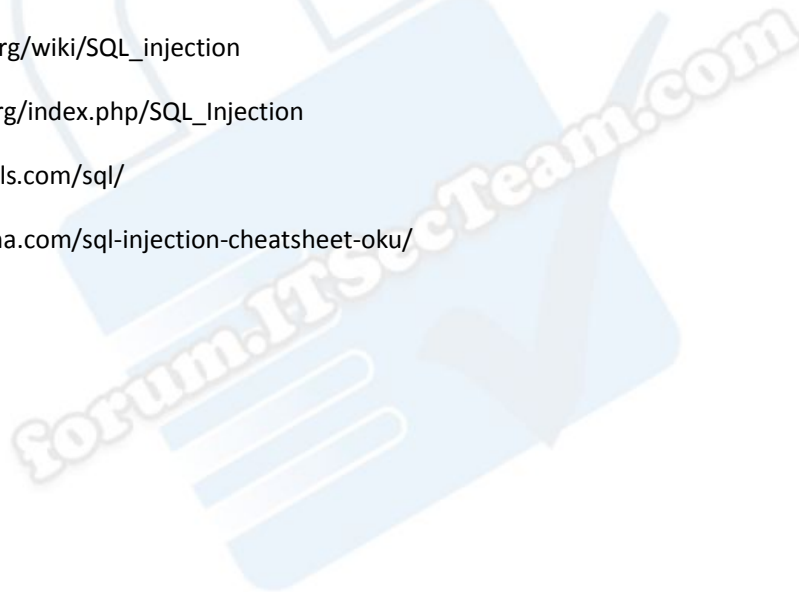 rg/wiki/SQL_injection
rg/index.php/SQL_Injection
ls.com/sql/
na.com/sql-injection-cheatsheet-oku/
forum.ITSecTeam.com